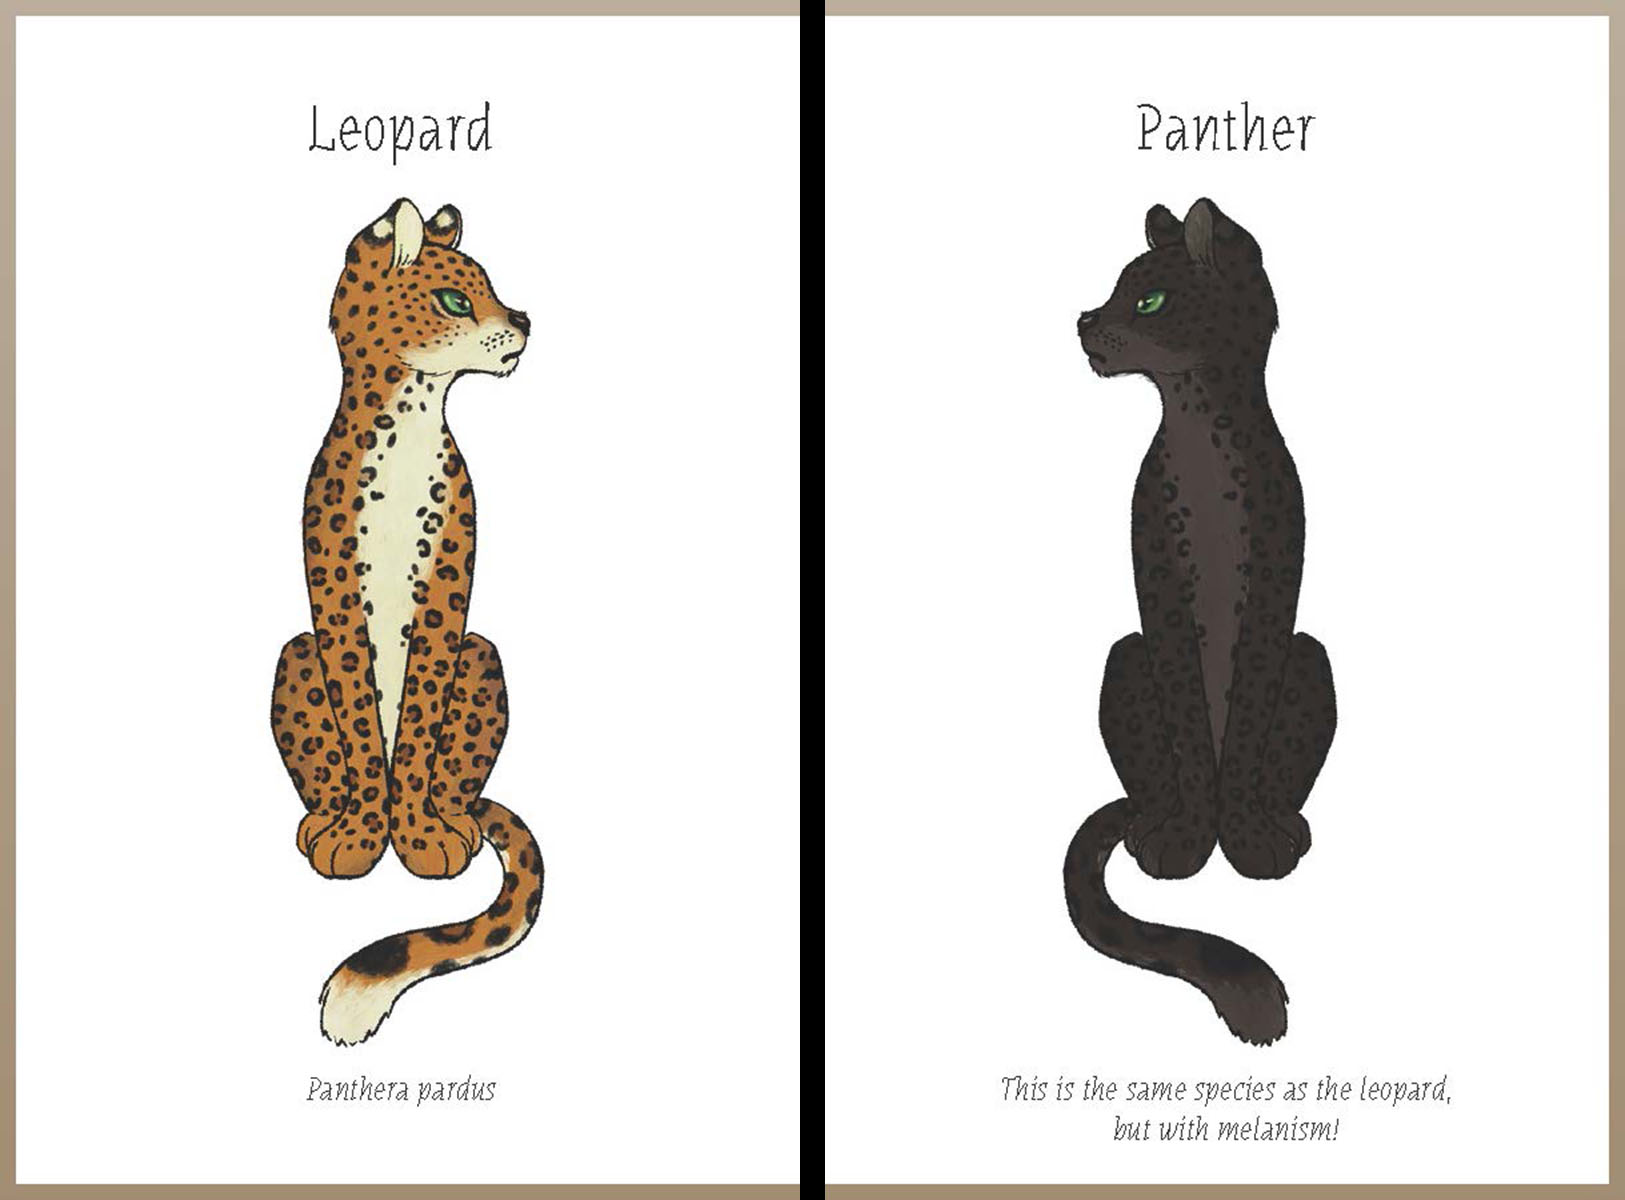 Leopard
Panthera pardus
Panther
This is the same species as the leopard,
but with melanism!